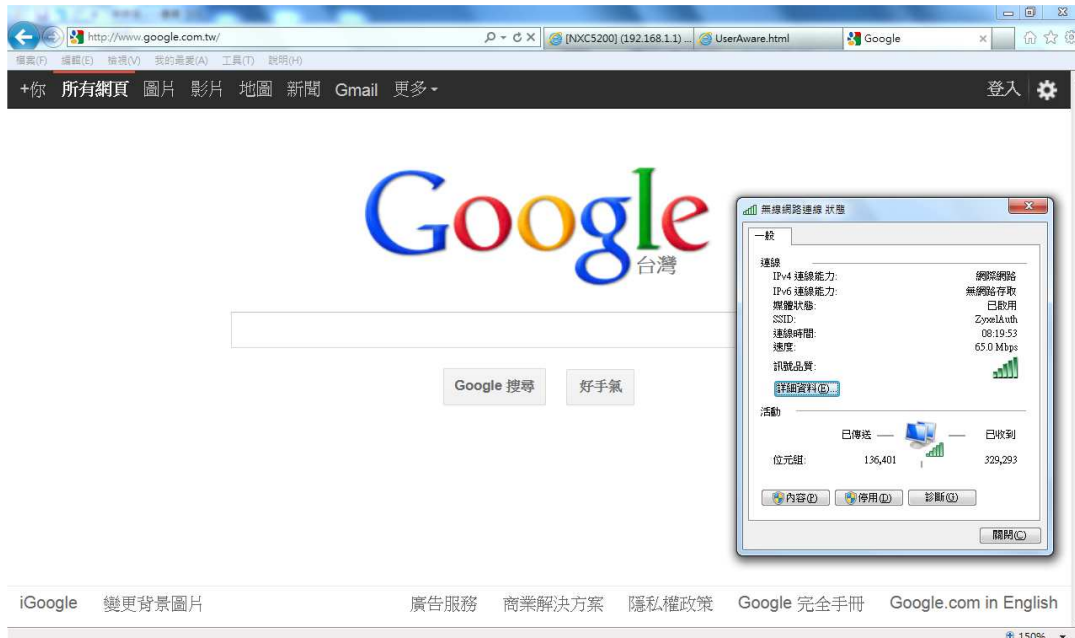 http://www.google.com.tw/
[NXC5200] (192.168.1.1) ...
UserAware.html
Google
檔案(F) 編輯(E) 檢視(V) 我的最愛(A) 工具(T) 說明(H)
+你 所有網頁 圖片 影片 地圖 新聞 Gmail 更多
登入
Google
台灣
Google 搜尋
好手氣
無線網路連線 狀態
一般
連線
IPv4 連線能力: 網際網路
IPv6 連線能力: 無網路存取
媒體狀態: 已啟用
SSID: ZyxelAuth
連線時間: 08:19:53
速度: 65.0 Mbps
訊號品質:
詳細資料(E)...
活動
已傳送 — — 已收到
位元組: 136,401 329,293
內容(P) 停用(D) 診斷(G)
關閉(C)
iGoogle 變更背景圖片 廣告服務 商業解決方案 隱私權政策 Google 完全手冊 Google.com in English
150%